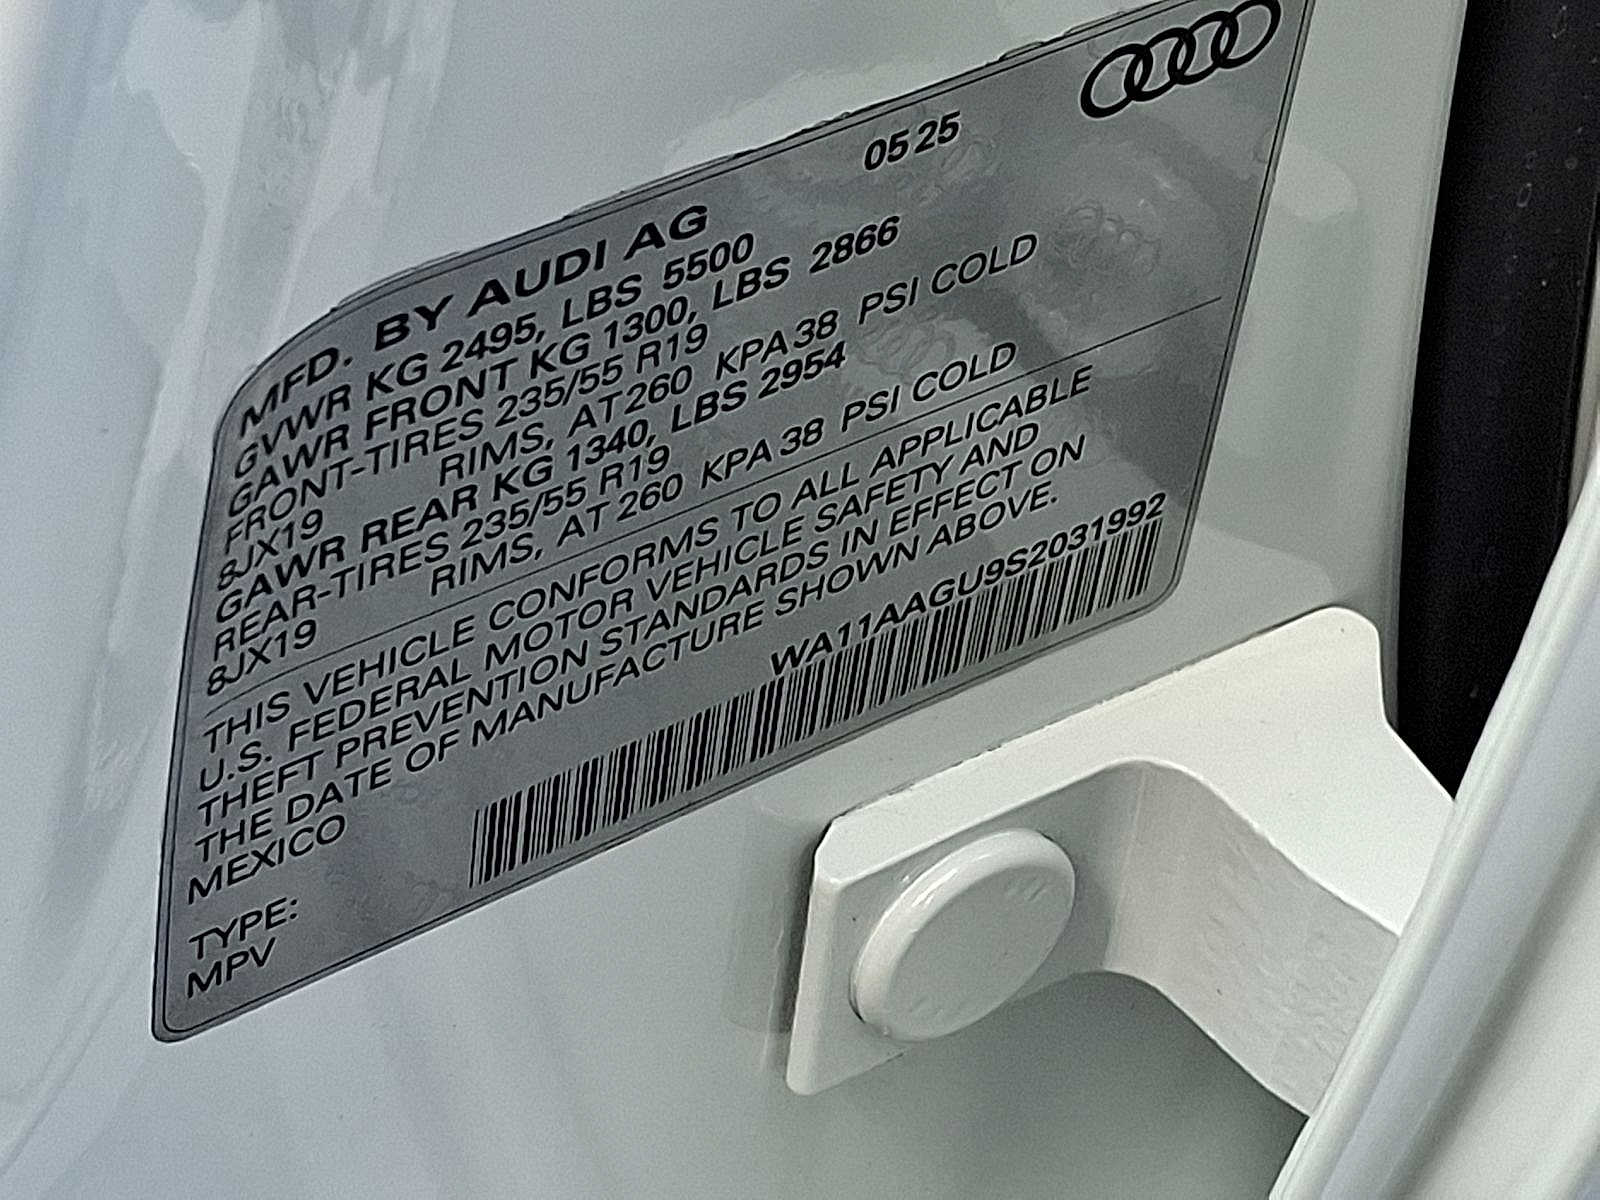 MFD. BY AUDI AG 05 25
GVWR KG 2495, LBS 5500
GAWR FRONT KG 1300, LBS 2866
FRONT-TIRES 235/55 R19
8JX19 RIMS, AT 260 KPA 38 PSI COLD
GAWR REAR KG 1340, LBS 2954
REAR-TIRES 235/55 R19
8JX19 RIMS, AT 260 KPA 38 PSI COLD
THIS VEHICLE CONFORMS TO ALL APPLICABLE
U.S. FEDERAL MOTOR VEHICLE SAFETY AND
THEFT PREVENTION STANDARDS IN EFFECT ON
THE DATE OF MANUFACTURE SHOWN ABOVE.
MEXICO
WA11AAGU9S2031992
TYPE:
MPV